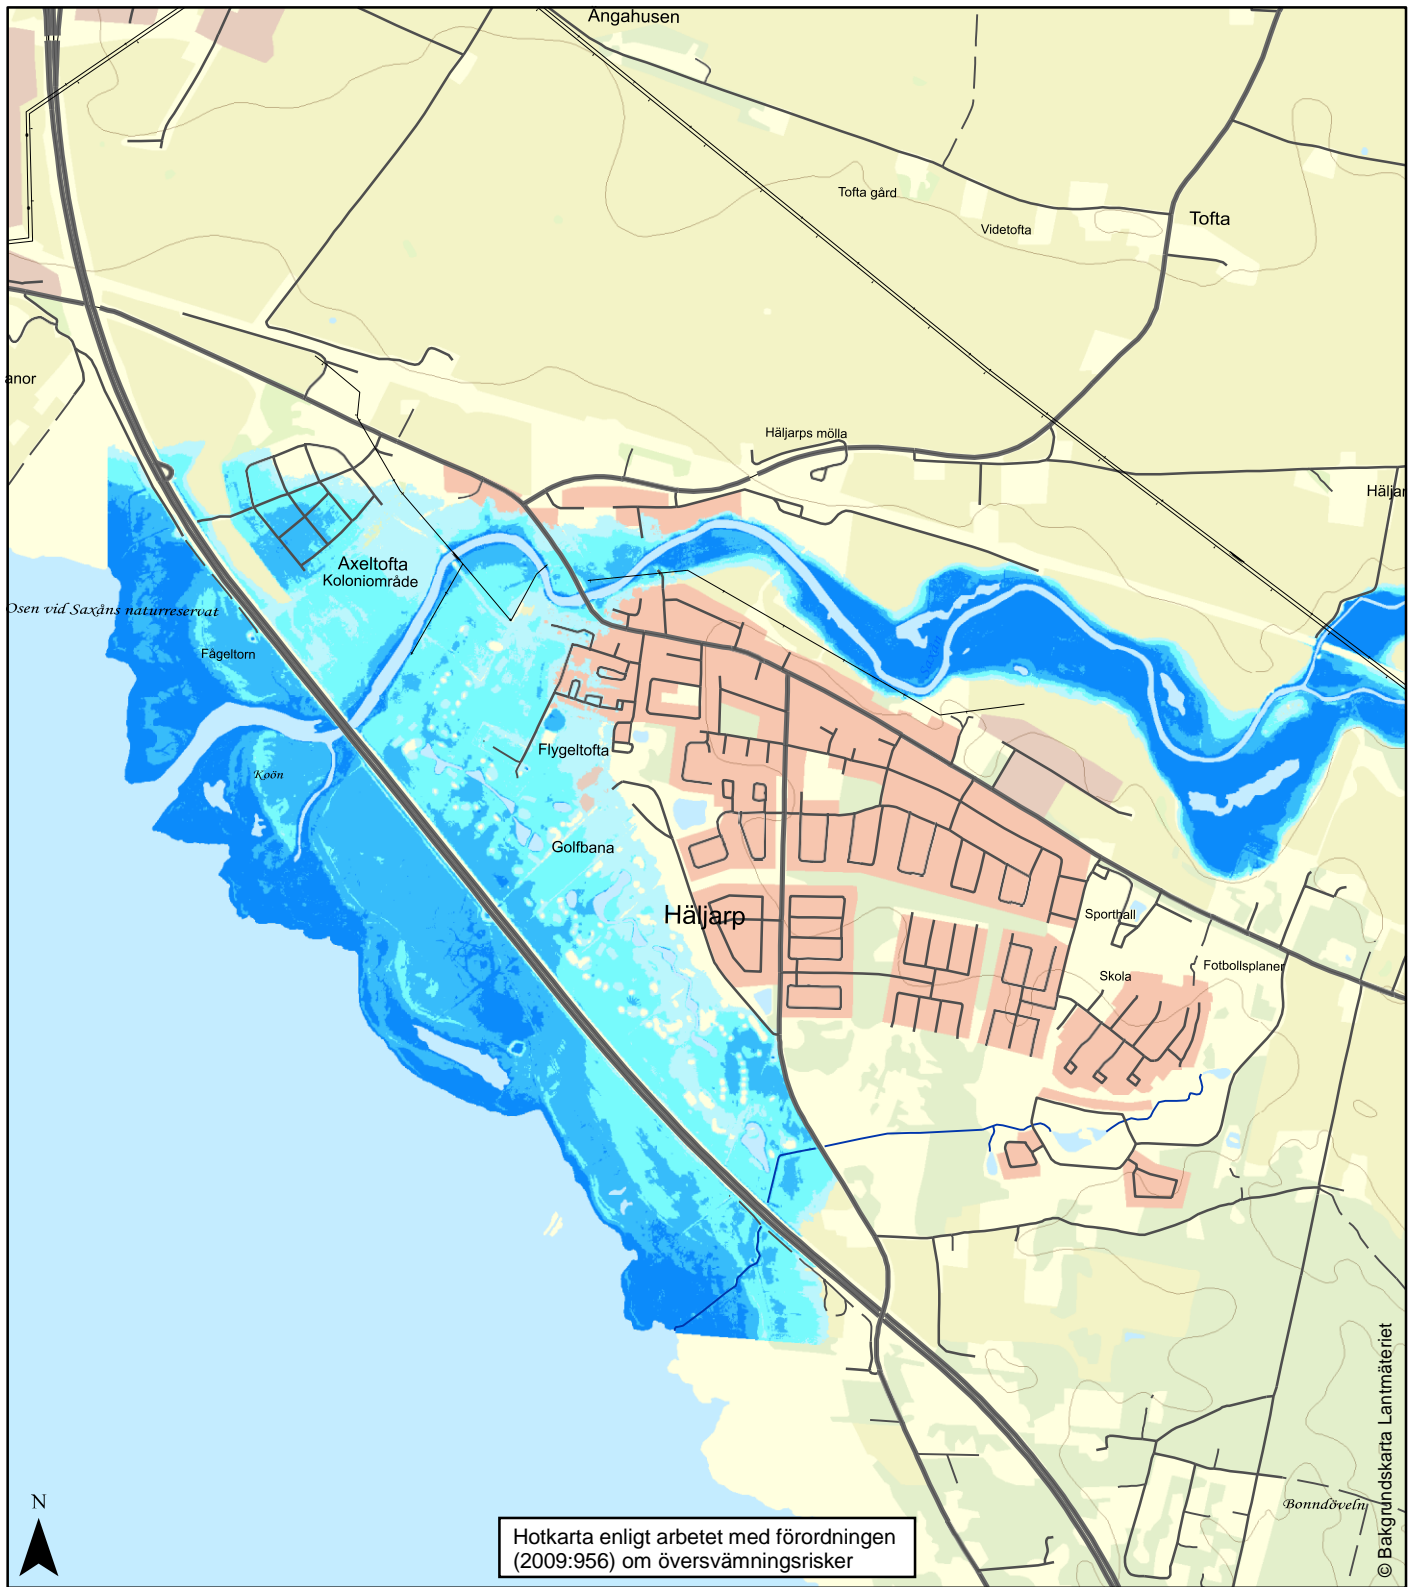 Angahusen
Tofta gård
Videtofta
Tofta
anor
Häljarps mölla
Häljar
Axeltofta
Koloniområde
Osen vid Saxåns naturreservat
Fågeltorn
Flygeltofta
Koön
Golfbana
Häljarp
Sporthall
Skola
Fotbollsplaner
N
Bonndöveln
Hotkarta enligt arbetet med förordningen
(2009:956) om översvämningsrisker
© Bakgrundskarta Lantmäteriet